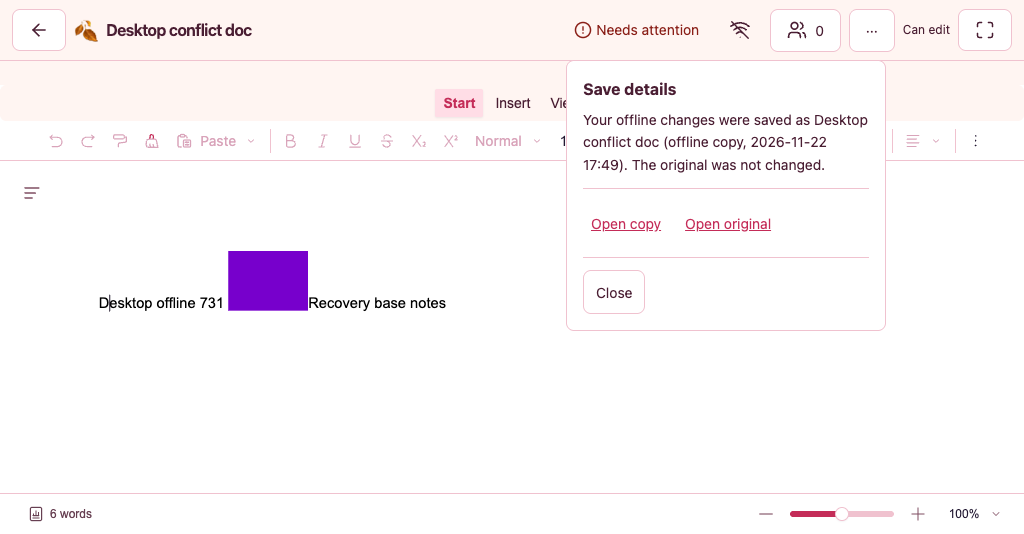 Desktop conflict doc
Needs attention
0
...
Can edit
Save details
Your offline changes were saved as Desktop
conflict doc (offline copy, 2026-11-22
17:49). The original was not changed.
Open copy Open original
Close
Start Insert
Paste
B I U S X₂ X² Normal
Desktop offline 731 Recovery base notes
6 words
100%